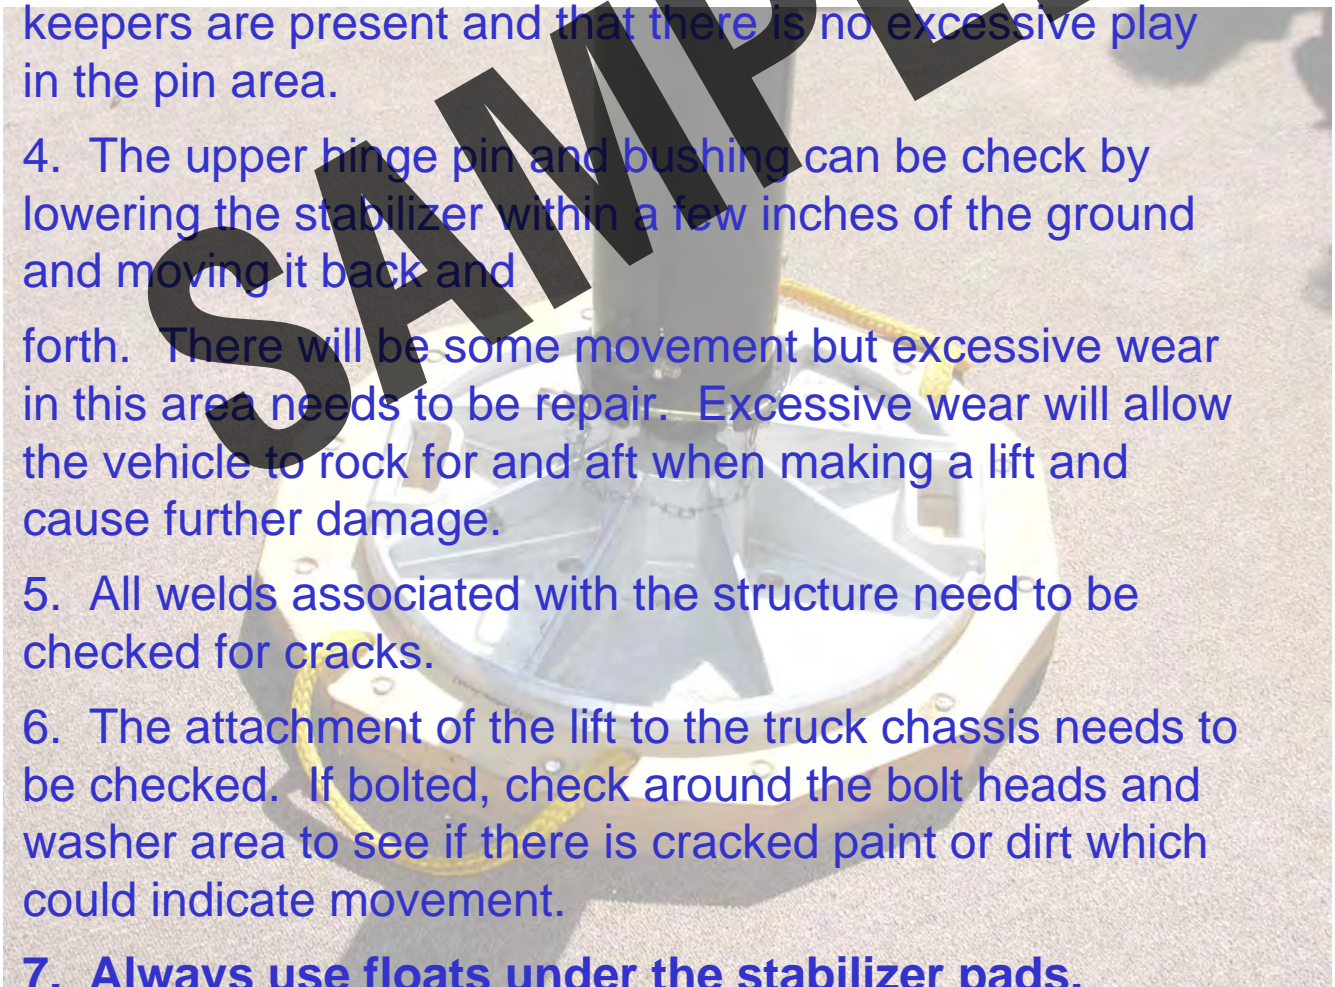 keepers are present and that there is no excessive play
in the pin area.
4. The upper hinge pin and bushing can be check by
lowering the stabilizer within a few inches of the ground
and moving it back and
forth. There will be some movement but excessive wear
in this area needs to be repair. Excessive wear will allow
the vehicle to rock for and aft when making a lift and
cause further damage.
5. All welds associated with the structure need to be
checked for cracks.
6. The attachment of the lift to the truck chassis needs to
be checked. If bolted, check around the bolt heads and
washer area to see if there is cracked paint or dirt which
could indicate movement.
7. Always use floats under the stabilizer pads.
SAMPLE